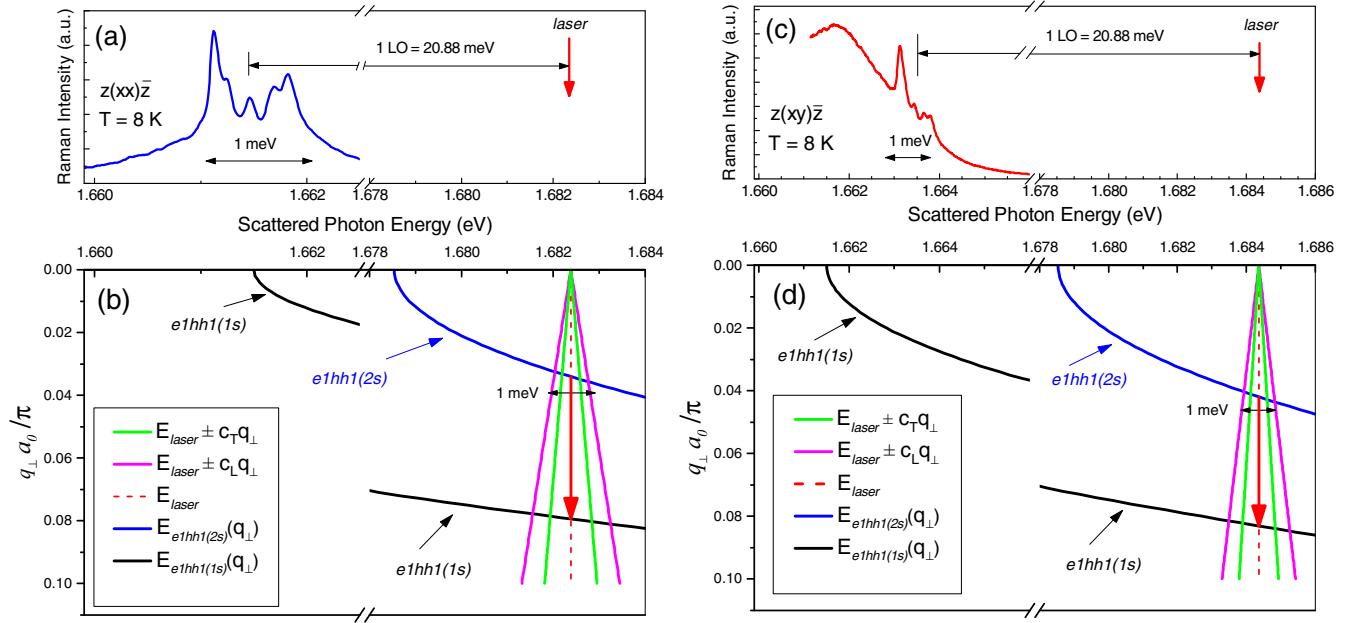 (a)
Raman Intensity (a.u.)
z(xx)z̄
T = 8 K
1 meV
1 LO = 20.88 meV
laser
1.660 1.662 1.678 1.680 1.682 1.684
Scattered Photon Energy (eV)
(c)
Raman Intensity (a.u.)
z(xy)z̄
T = 8 K
1 meV
1 LO = 20.88 meV
laser
1.660 1.662 1.664 1.678 1.680 1.682 1.684 1.686
Scattered Photon Energy (eV)
1.660 1.662 1.678 1.680 1.682 1.684
(b)
q⊥ a₀/π
0.00
0.02
0.04
0.06
0.08
0.10
e1hh1(1s)
e1hh1(2s)
1 meV
e1hh1(1s)
E_laser ± c_T q⊥
E_laser ± c_L q⊥
E_laser
E_e1hh1(2s)(q⊥)
E_e1hh1(1s)(q⊥)
1.660 1.662 1.664 1.678 1.680 1.682 1.684 1.686
(d)
q⊥ a₀/π
0.00
0.02
0.04
0.06
0.08
0.10
e1hh1(1s)
e1hh1(2s)
1 meV
e1hh1(1s)
E_laser ± c_T q⊥
E_laser ± c_L q⊥
E_laser
E_e1hh1(2s)(q⊥)
E_e1hh1(1s)(q⊥)